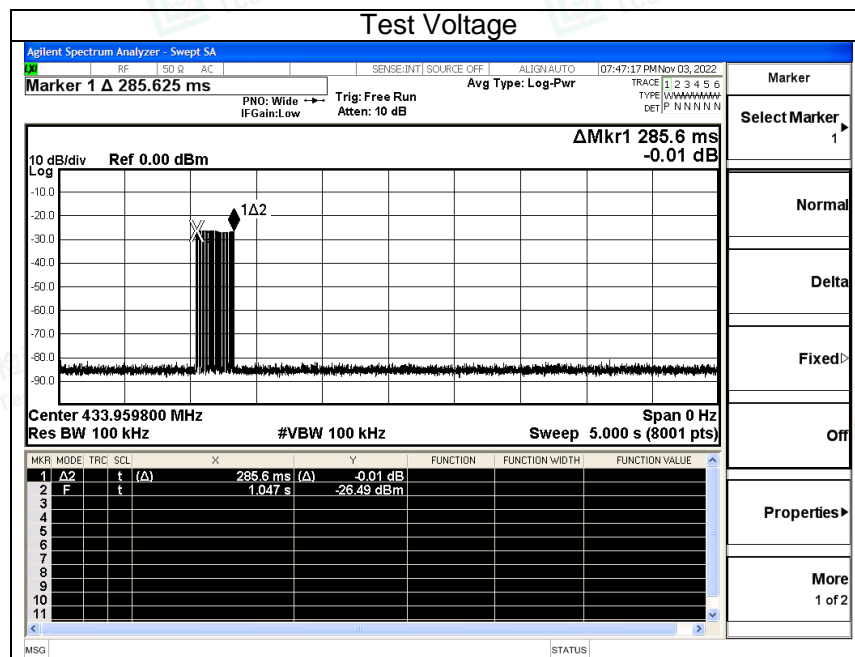 Test Voltage
Agilent Spectrum Analyzer - Swept SA
LXI RF 50 Ω AC SENSE:INT SOURCE OFF ALIGN AUTO 07:47:17 PM Nov 03, 2022
Marker 1 Δ 285.625 ms
PNO: Wide
IFGain:Low
Trig: Free Run
Atten: 10 dB
Avg Type: Log-Pwr
TRACE 1 2 3 4 5 6
TYPE WWWWWW
DET P N N N N N
Marker
Select Marker
1
Normal
Delta
Fixed
Off
Properties
More
1 of 2
ΔMkr1 285.6 ms
-0.01 dB
10 dB/div Ref 0.00 dBm
Log
-10.0
-20.0
-30.0
-40.0
-50.0
-60.0
-70.0
-80.0
-90.0
1Δ2
Center 433.959800 MHz Span 0 Hz
Res BW 100 kHz #VBW 100 kHz Sweep 5.000 s (8001 pts)
MKR MODE TRC SCL X Y FUNCTION FUNCTION WIDTH FUNCTION VALUE
1 Δ2 t (Δ) 285.6 ms (Δ) -0.01 dB
2 F t 1.047 s -26.49 dBm
3
4
5
6
7
8
9
10
11
MSG STATUS